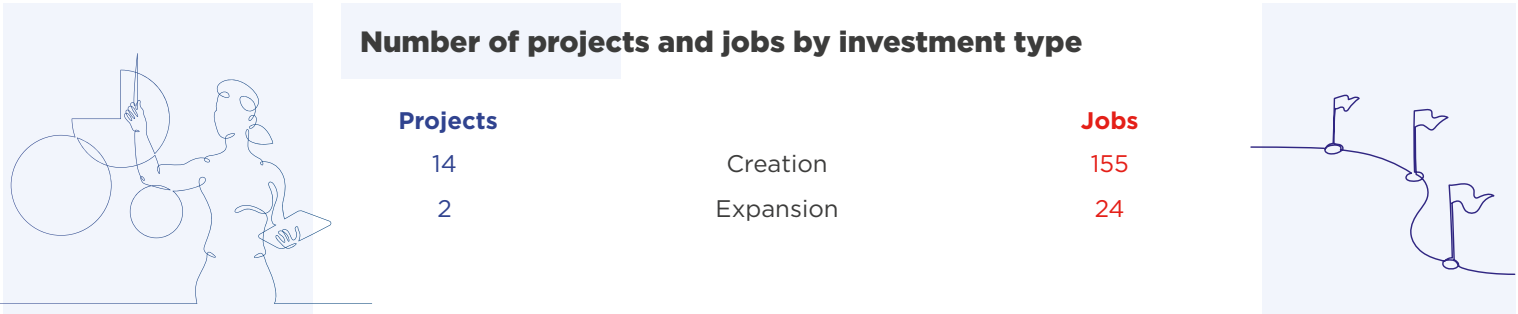 Number of projects and jobs by investment type
Projects Jobs
14 Creation 155
2 Expansion 24